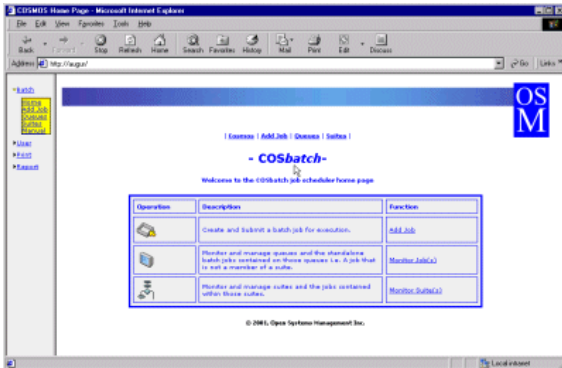 COSMOS Home Page - Microsoft Internet Explorer
File Edit View Favorites Tools Help
Back Forward Stop Refresh Home Search Favorites History Mail Print Edit Discuss
Address http://augur/ Go Links »
Batch
Home
Add Job
Queues
Suites
Manual
User
Host
Report
OS
M
| Cosmos | Add Job | Queues | Suites |
- COSbatch-
Welcome to the COSbatch job scheduler home page
Operation Description Function
Create and Submit a batch job for execution. Add Job
Monitor and manage queues and the standalone
batch jobs contained on those queues i.e. A job that
is not a member of a suite.
Monitor Job(s)
Monitor and manage suites and the jobs contained
within those suites.
Monitor Suite(s)
© 2001, Open Systems Management Inc.
Local intranet